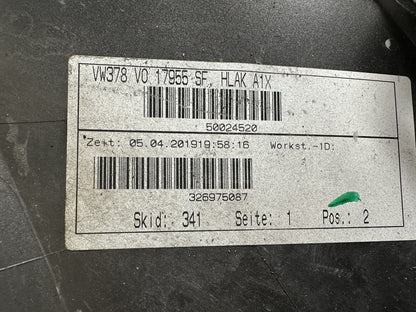 VW378 VO 17955 SF, HLAK A1X
50024520
Zeit: 05.04.201919:58:16 Workst.-ID:
326975087
Skid: 341 Seite: 1 Pos.: 2